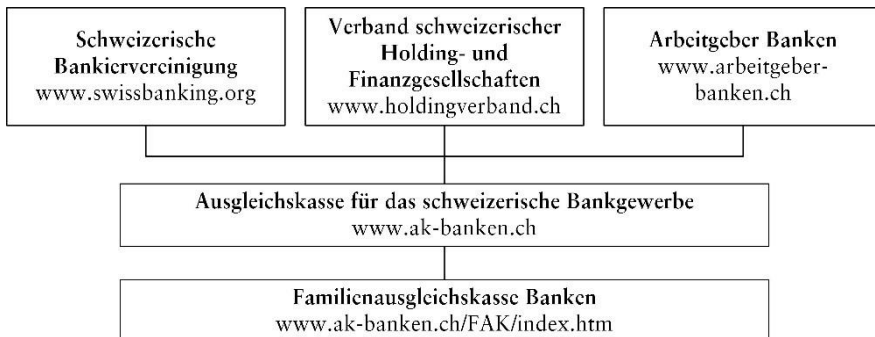 Schweizerische
Bankiervereinigung
www.swissbanking.org
Verband schweizerischer
Holding- und
Finanzgesellschaften
www.holdingverband.ch
Arbeitgeber Banken
www.arbeitgeber-
banken.ch
Ausgleichskasse für das schweizerische Bankgewerbe
www.ak-banken.ch
Familienausgleichskasse Banken
www.ak-banken.ch/FAK/index.htm